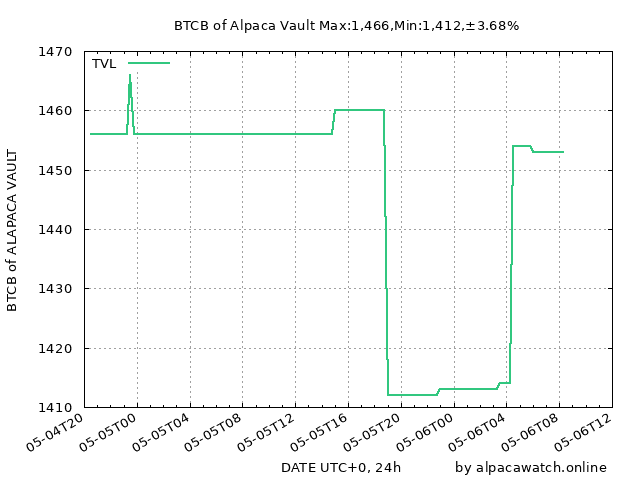 BTCB of Alpaca Vault Max:1,466,Min:1,412,±3.68%
TVL
BTCB of ALAPACA VAULT
1470
1460
1450
1440
1430
1420
1410
05-04T20
05-05T00
05-05T04
05-05T08
05-05T12
05-05T16
05-05T20
05-06T00
05-06T04
05-06T08
05-06T12
DATE UTC+0, 24h
by alpacawatch.online